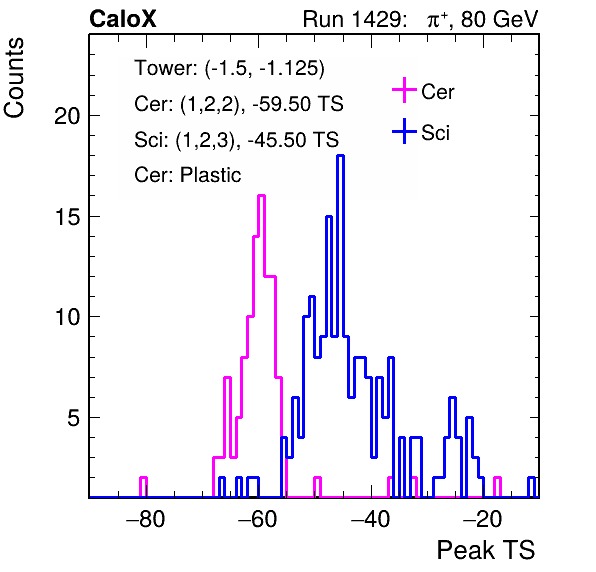 CaloX Run 1429: π⁺, 80 GeV
Counts
Tower: (-1.5, -1.125)
Cer: (1,2,2), -59.50 TS
Sci: (1,2,3), -45.50 TS
Cer: Plastic
Cer
Sci
20
15
10
5
−80 −60 −40 −20
Peak TS